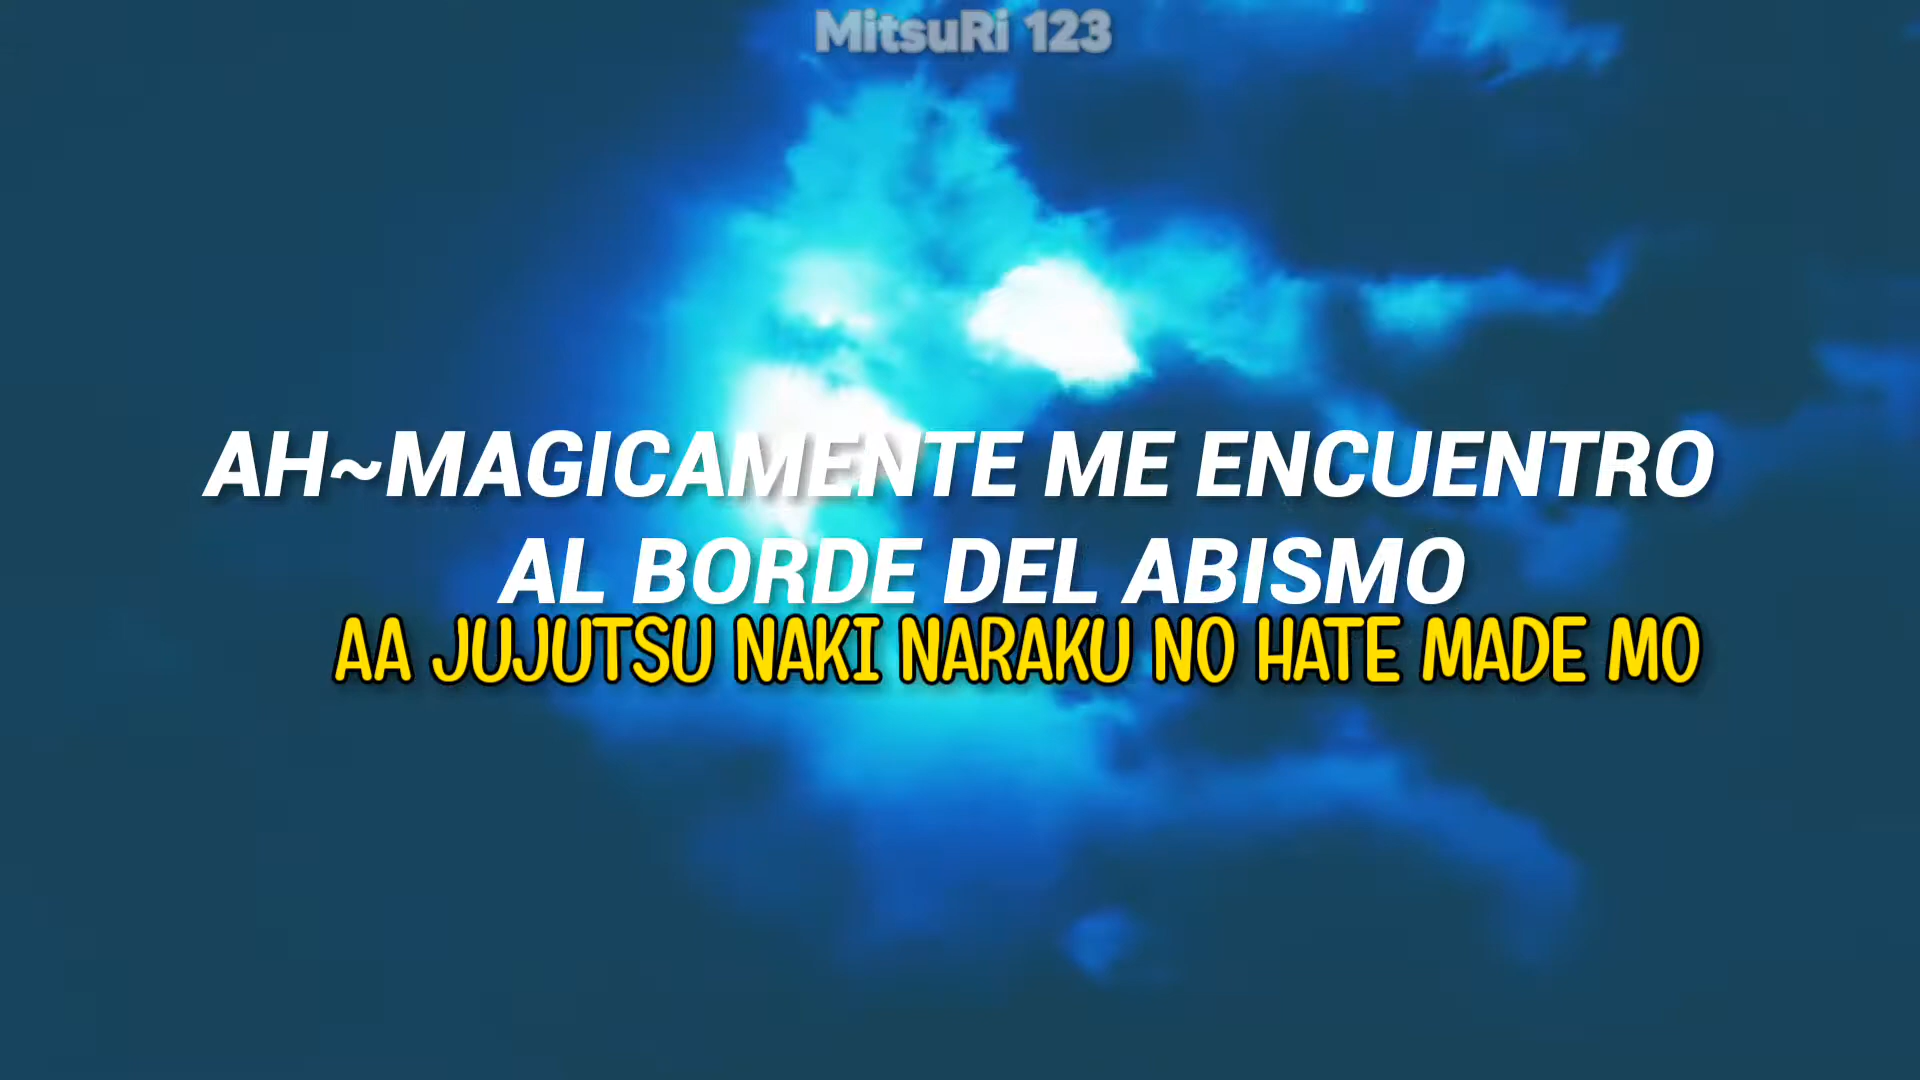 MitsuRi 123
AH~MAGICAMENTE ME ENCUENTRO
AL BORDE DEL ABISMO
AA JUJUTSU NAKI NARAKU NO HATE MADE MO